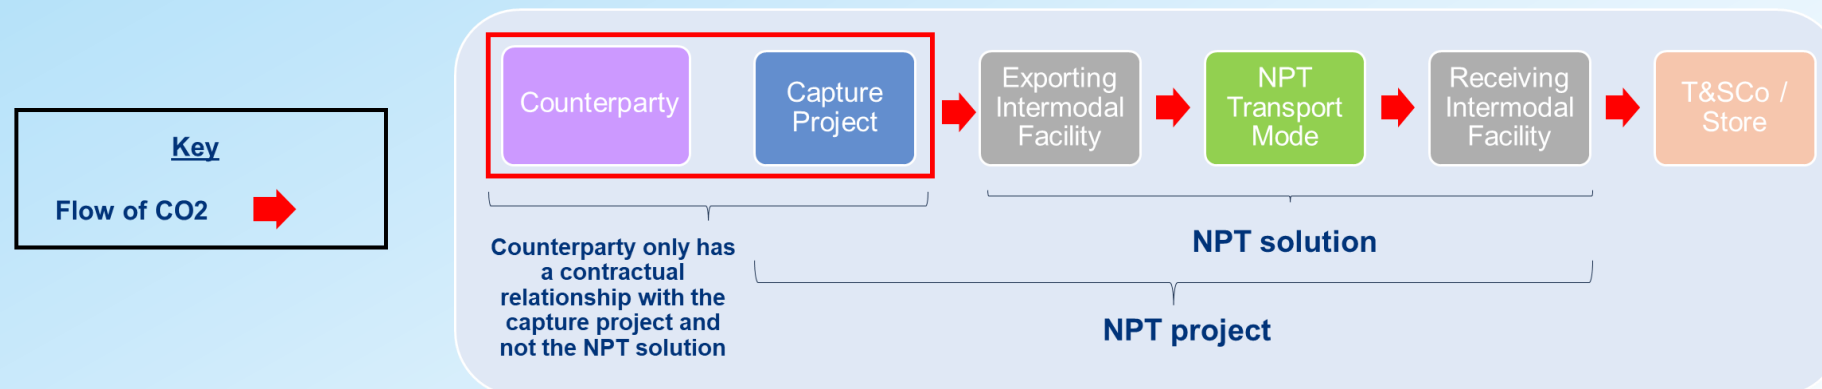 Key
Flow of CO2
Counterparty
Capture
Project
Exporting
Intermodal
Facility
NPT
Transport
Mode
Receiving
Intermodal
Facility
T&SCo /
Store
Counterparty only has
a contractual
relationship with the
capture project and
not the NPT solution
NPT solution
NPT project